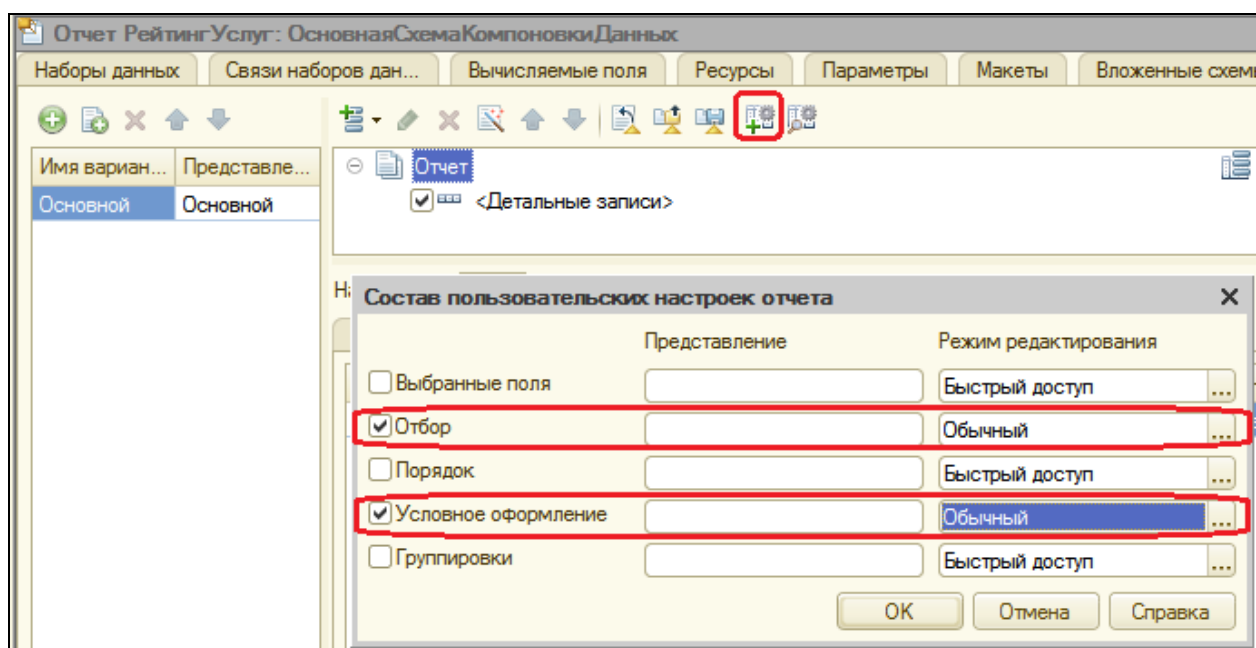 Отчет РейтингУслуг: ОсновнаяСхемаКомпоновкиДанных
Наборы данных Связи наборов дан... Вычисляемые поля Ресурсы Параметры Макеты Вложенные схем
Имя вариан... Представле...
Основной Основной
Отчет
<Детальные записи>
На
Состав пользовательских настроек отчета
Представление Режим редактирования
Выбранные поля Быстрый доступ ...
Отбор Обычный ...
Порядок Быстрый доступ ...
Условное оформление Обычный ...
Группировки Быстрый доступ ...
OK Отмена Справка